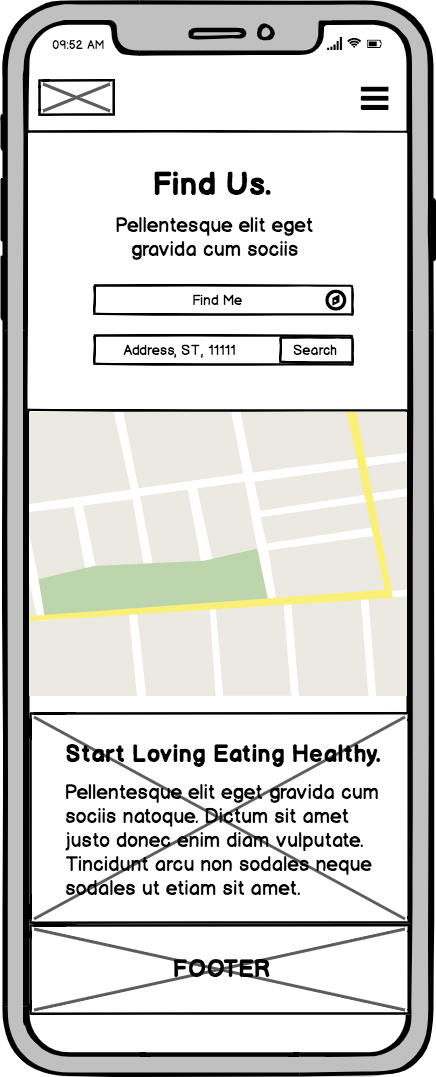 09:52 AM
Find Us.
Pellentesque elit eget
gravida cum sociis
Find Me
Address, ST, 11111
Search
Start Loving Eating Healthy.
Pellentesque elit eget gravida cum
sociis natoque. Dictum sit amet
justo donec enim diam vulputate.
Tincidunt arcu non sodales neque
sodales ut etiam sit amet.
FOOTER